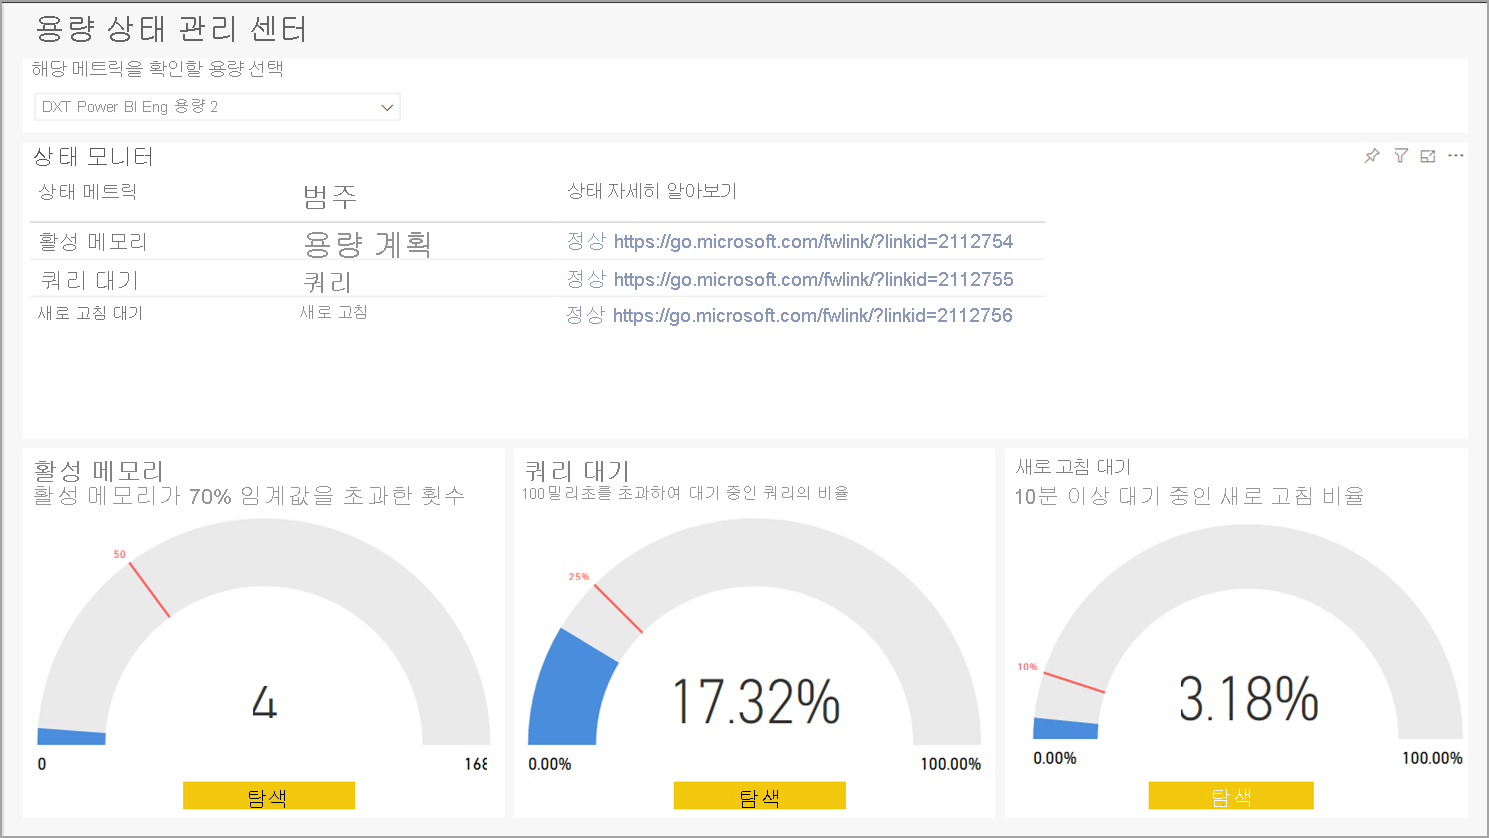 용량 상태 관리 센터
해당 메트릭을 확인할 용량 선택
DXT Power BI Eng 용량 2
상태 모니터
상태 메트릭 범주 상태 자세히 알아보기
활성 메모리 용량 계획 정상 https://go.microsoft.com/fwlink/?linkid=2112754
쿼리 대기 쿼리 정상 https://go.microsoft.com/fwlink/?linkid=2112755
새로 고침 대기 새로 고침 정상 https://go.microsoft.com/fwlink/?linkid=2112756
활성 메모리
활성 메모리가 70% 임계값을 초과한 횟수
50
4
0 168
탐색
쿼리 대기
100밀리초를 초과하여 대기 중인 쿼리의 비율
25%
17.32%
0.00% 100.00%
탐색
새로 고침 대기
10분 이상 대기 중인 새로 고침 비율
10%
3.18%
0.00% 100.00%
탐색